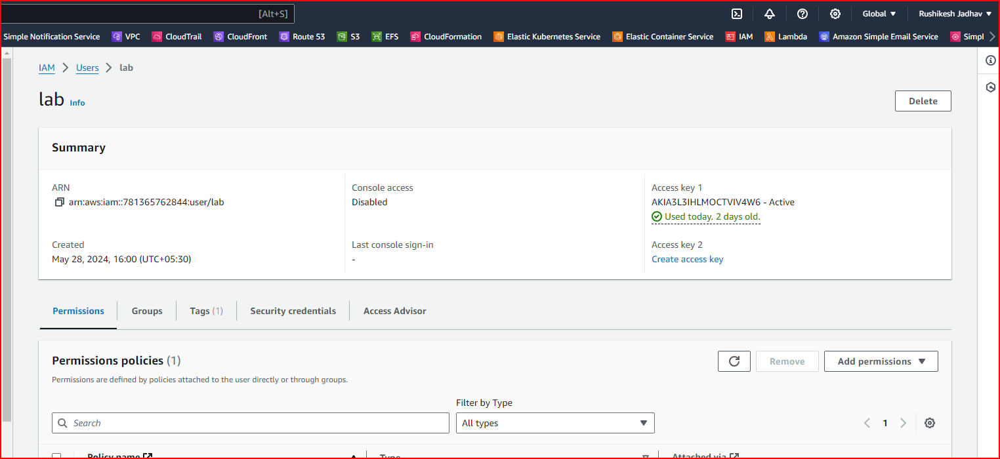 [Alt+S] Global Rushikesh Jadhav
Simple Notification Service VPC CloudTrail CloudFront Route 53 S3 EFS CloudFormation Elastic Kubernetes Service Elastic Container Service IAM Lambda Amazon Simple Email Service Simpl
IAM Users lab
lab Info
Delete
Summary
ARN
arn:aws:iam::781365762844:user/lab
Console access
Disabled
Access key 1
AKIA3L3IHLMOCTVIV4W6 - Active
Used today. 2 days old.
Created
May 28, 2024, 16:00 (UTC+05:30)
Last console sign-in
-
Access key 2
Create access key
Permissions Groups Tags (1) Security credentials Access Advisor
Permissions policies (1)
Permissions are defined by policies attached to the user directly or through groups.
Remove Add permissions
Filter by Type
Search All types 1
Policy name Type Attached via